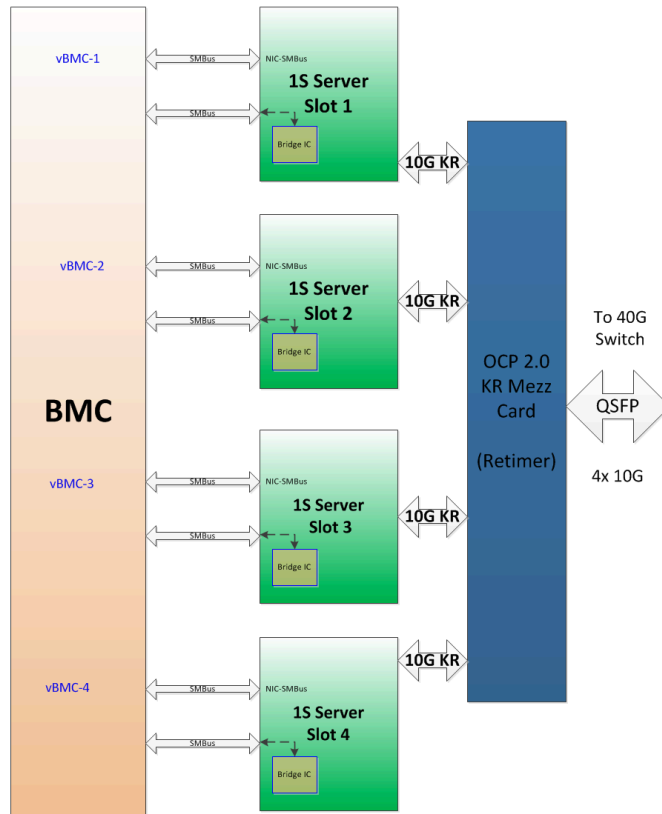 vBMC-1
SMBus
NIC-SMBus
1S Server
Slot 1
SMBus
Bridge IC
10G KR
vBMC-2
SMBus
NIC-SMBus
1S Server
Slot 2
SMBus
Bridge IC
10G KR
BMC
OCP 2.0
KR Mezz
Card
(Retimer)
To 40G
Switch
QSFP
4x 10G
vBMC-3
SMBus
NIC-SMBus
1S Server
Slot 3
SMBus
Bridge IC
10G KR
vBMC-4
SMBus
NIC-SMBus
1S Server
Slot 4
SMBus
Bridge IC
10G KR